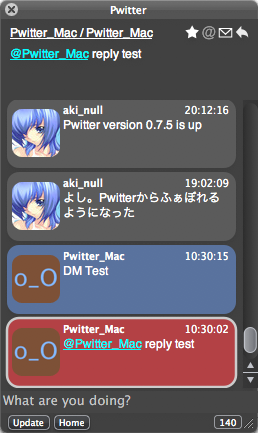 Pwitter
Pwitter_Mac / Pwitter_Mac
@
@Pwitter_Mac reply test
aki_null 20:12:16
Pwitter version 0.7.5 is up
aki_null 19:02:09
よし。Pwitterからふぁぼれる
ようになった
Pwitter_Mac 10:30:15
o_O
DM Test
Pwitter_Mac 10:30:02
o_O
@Pwitter_Mac reply test
What are you doing?
Update Home 140